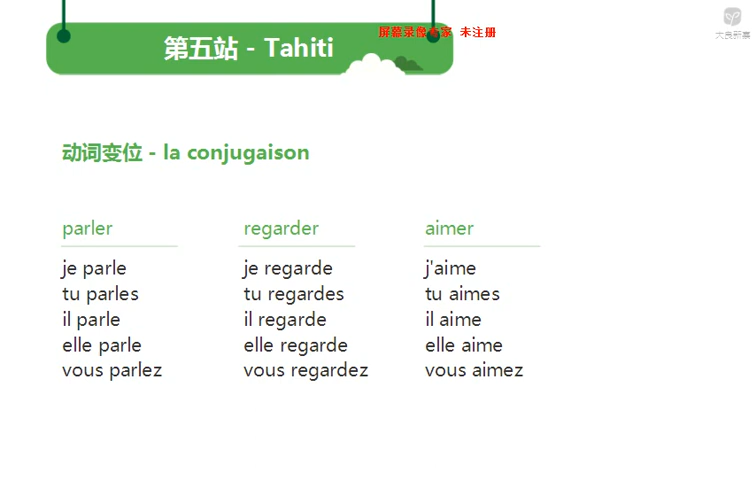 第五站 - Tahiti
屏幕录像专家 未注册
动词变位 - la conjugaison
parler regarder aimer
je parle je regarde j'aime
tu parles tu regardes tu aimes
il parle il regarde il aime
elle parle elle regarde elle aime
vous parlez vous regardez vous aimez